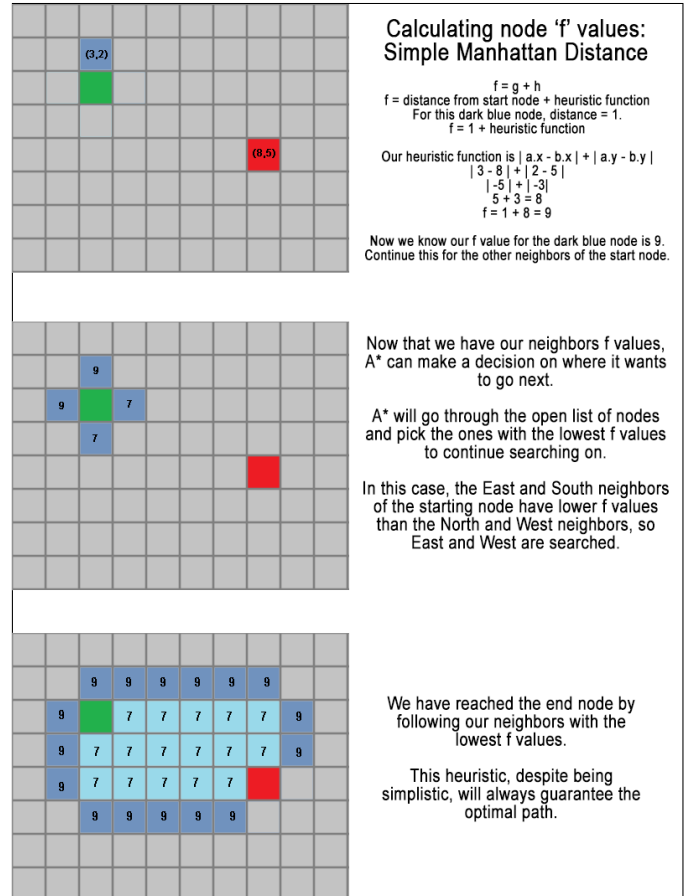 Calculating node 'f' values:
Simple Manhattan Distance
(3,2)
(8,5)
f = g + h
f = distance from start node + heuristic function
For this dark blue node, distance = 1.
f = 1 + heuristic function
Our heuristic function is | a.x - b.x | + | a.y - b.y |
| 3 - 8 | + | 2 - 5 |
| -5 | + | -3|
5 + 3 = 8
f = 1 + 8 = 9
Now we know our f value for the dark blue node is 9.
Continue this for the other neighbors of the start node.
9
9 7
7
Now that we have our neighbors f values,
A* can make a decision on where it wants
to go next.
A* will go through the open list of nodes
and pick the ones with the lowest f values
to continue searching on.
In this case, the East and South neighbors
of the starting node have lower f values
than the North and West neighbors, so
East and West are searched.
9 9 9 9 9 9
9 7 7 7 7 7 9
9 7 7 7 7 7 7 9
9 7 7 7 7 7
9 9 9 9 9
We have reached the end node by
following our neighbors with the
lowest f values.
This heuristic, despite being
simplistic, will always guarantee the
optimal path.